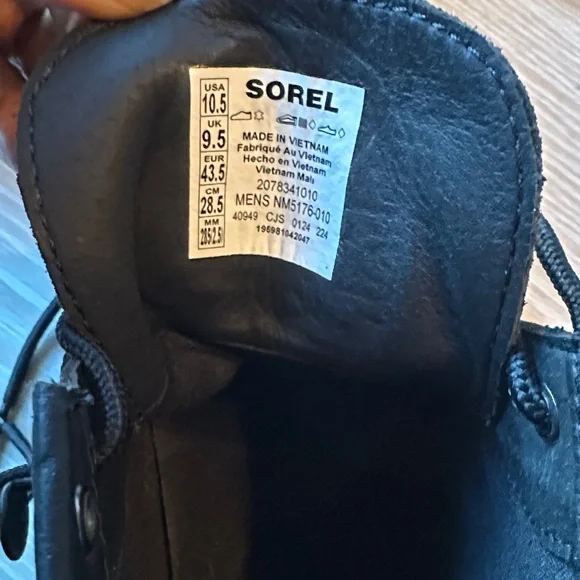 SOREL
USA
10.5
UK
9.5
EUR
43.5
CM
28.5
MM
285/2.5
MADE IN VIETNAM
Fabriqué Au Vietnam
Hecho en Vietnam
Vietnam Malı
2078341010
MENS NM5176-010
40949 CJS 0124 224
195981042047